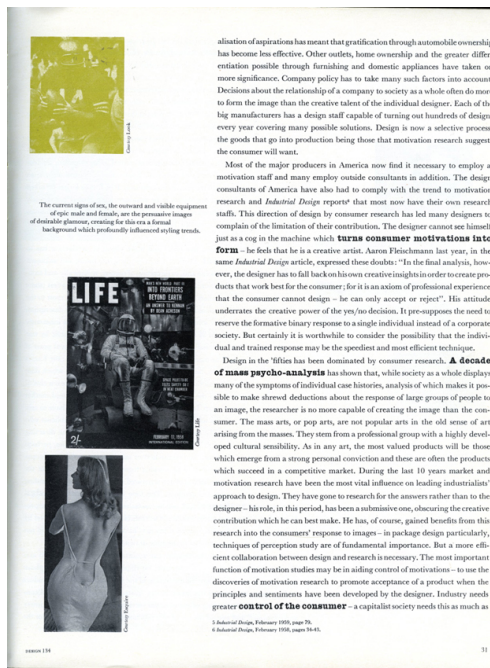 alisation of aspirations has meant that gratification through automobile ownership
has become less effective. Other outlets, home ownership and the greater differ
entiation possible through furnishing and domestic appliances have taken o
more significance. Company policy has to take many such factors into account
Decisions about the relationship of a company to society as a whole often do more
to form the image than the creative talent of the individual designer. Each of the
big manufacturers has a design staff capable of turning out hundreds of design
every year covering many possible solutions. Design is now a selective process
the goods that go into production being those that motivation research suggest
the consumer will want.
Most of the major producers in America now find it necessary to employ a
motivation staff and many employ outside consultants in addition. The design
consultants of America have also had to comply with the trend to motivation
research and Industrial Design reports⁵ that most now have their own research
staffs. This direction of design by consumer research has led many designers to
complain of the limitation of their contribution. The designer cannot see himself
just as a cog in the machine which turns consumer motivations into
form – he feels that he is a creative artist. Aaron Fleischmann last year, in the
same Industrial Design article, expressed these doubts: "In the final analysis, how-
ever, the designer has to fall back on his own creative insights in order to create pro-
ducts that work best for the consumer; for it is an axiom of professional experience
that the consumer cannot design – he can only accept or reject". His attitude
underrates the creative power of the yes/no decision. It pre-supposes the need to
reserve the formative binary response to a single individual instead of a corporate
society. But certainly it is worthwhile to consider the possibility that the indivi-
dual and trained response may be the speediest and most efficient technique.
Design in the 'fifties has been dominated by consumer research. A decade
of mass psycho-analysis has shown that, while society as a whole displays
many of the symptoms of individual case histories, analysis of which makes it pos-
sible to make shrewd deductions about the response of large groups of people to
an image, the researcher is no more capable of creating the image than the con-
sumer. The mass arts, or pop arts, are not popular arts in the old sense of art
arising from the masses. They stem from a professional group with a highly devel-
oped cultural sensibility. As in any art, the most valued products will be those
which emerge from a strong personal conviction and these are often the products
which succeed in a competitive market. During the last 10 years market and
motivation research have been the most vital influence on leading industrialists'
approach to design. They have gone to research for the answers rather than to the
designer – his role, in this period, has been a submissive one, obscuring the creative
contribution which he can best make. He has, of course, gained benefits from this
research into the consumers' response to images – in package design particularly,
techniques of perception study are of fundamental importance. But a more effi-
cient collaboration between design and research is necessary. The most important
function of motivation studies may be in aiding control of motivations – to use the
discoveries of motivation research to promote acceptance of a product when the
principles and sentiments have been developed by the designer. Industry needs
greater control of the consumer – a capitalist society needs this as much as
5 Industrial Design, February 1959, page 79.
6 Industrial Design, February 1958, pages 34-43.
Courtesy Look
The current signs of sex, the outward and visible equipment
of epic male and female, are the persuasive images
of desirable glamour, creating for this era a formal
background which profoundly influenced styling trends.
LIFE
INTO FRONTIERS
BEYOND EARTH
AN ANSWER TO KENNAN
BY DEAN ACHESON
2/-
FEBRUARY 17, 1958
INTERNATIONAL EDITION
Courtesy Life
Courtesy Esquire
DESIGN 134
31